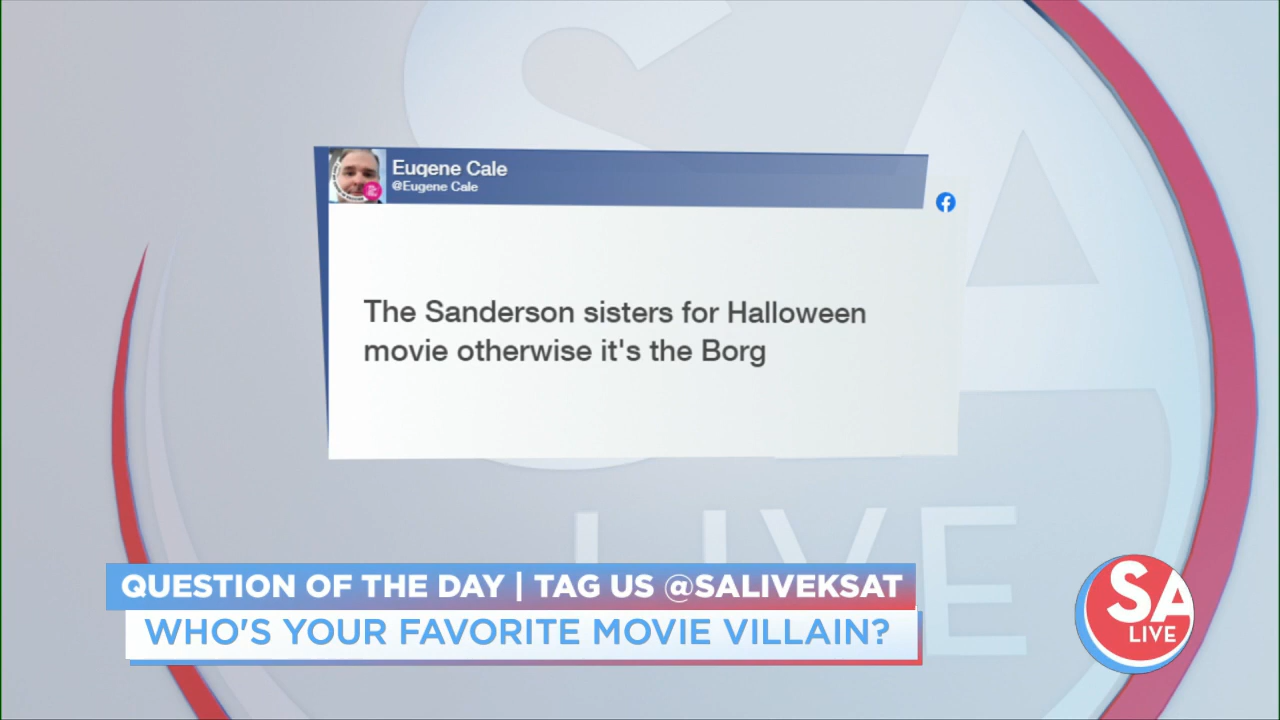 Eugene Cale
@Eugene Cale
The Sanderson sisters for Halloween
movie otherwise it's the Borg
LIVE
QUESTION OF THE DAY | TAG US @SALIVEKSAT
WHO'S YOUR FAVORITE MOVIE VILLAIN?
SA
LIVE